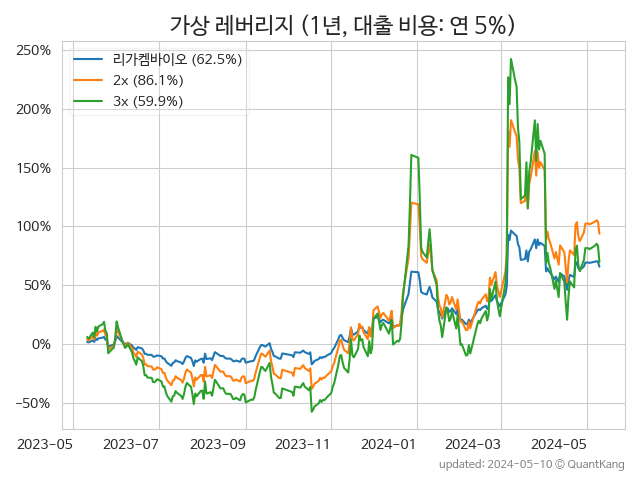 가상 레버리지 (1년, 대출 비용: 연 5%)
250%
200%
150%
100%
50%
0%
−50%
리가켐바이오 (62.5%)
2x (86.1%)
3x (59.9%)
2023-05
2023-07
2023-09
2023-11
2024-01
2024-03
2024-05
updated: 2024-05-10 @ QuantKang